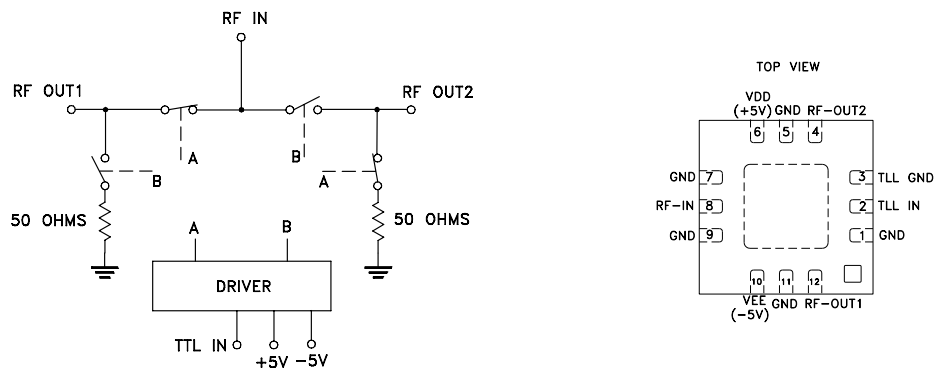 RF IN
RF OUT1
RF OUT2
A
B
B
A
50 OHMS
50 OHMS
A
B
DRIVER
TTL IN
+5V
-5V
TOP VIEW
VDD
(+5V)
GND
RF-OUT2
6
5
4
GND
7
3
TLL GND
RF-IN
8
2
TLL IN
GND
9
1
GND
10
11
12
VEE
(-5V)
GND
RF-OUT1